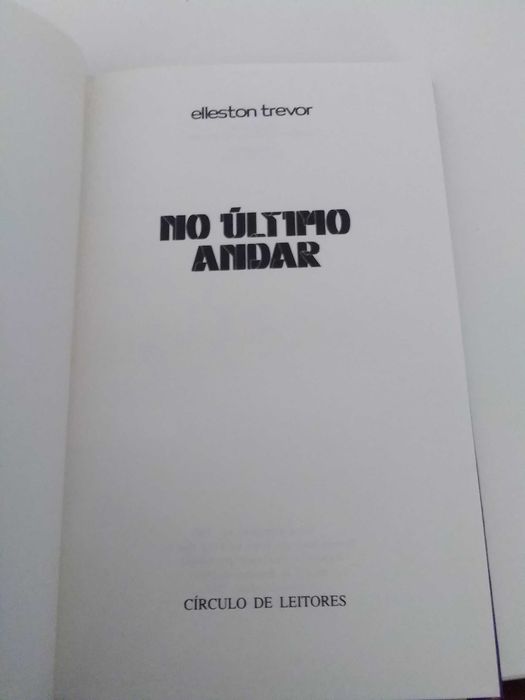 elleston trevor
NO ÚLTIMO
ANDAR
CÍRCULO DE LEITORES